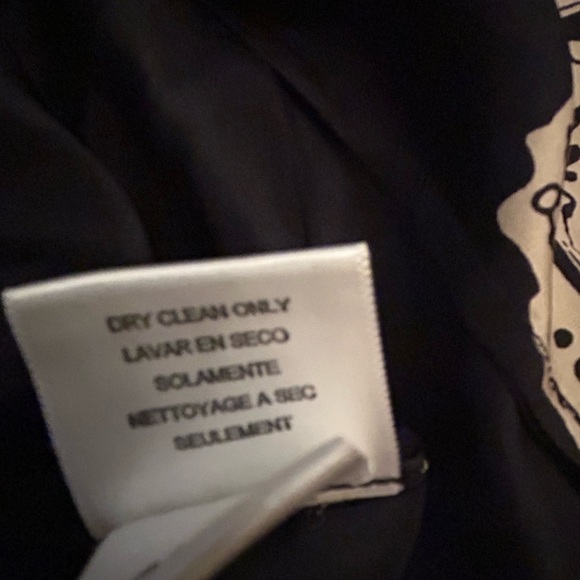 DRY CLEAN ONLY
LAVAR EN SECO
SOLAMENTE
NETTOYAGE A SEC
SEULEMENT